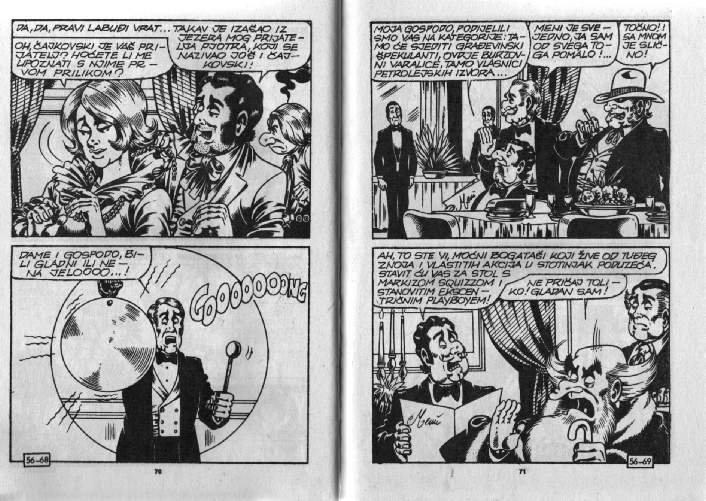 DA, DA, PRAVI LABUĐI VRAT...
OH, ČAJKOVSKI JE VAŠ PRI-
JATELJ? HOĆETE LI ME
UPOZNATI S NJIME PR-
VOM PRILIKOM?
TAKAV JE IZAŠAO IZ
JEZERA MOG PRIJATE-
LJA PJOTRA, KOJI SE
NAZIVAO JOŠ I ČAJ-
KOVSKI!
DAME I GOSPODO, BI-
LI GLADNI ILI NE-
NA JELOOOO...!
GOOOOOOONG
56-68
70
MOJA GOSPODO, PODIJELILI
SMO VAS NA KATEGORIJE: TA-
MO ĆE SJEDITI GRAĐEVINSKI
ŠPEKULANTI, OVDJE BURZOV-
NI VARALICE, TAMO VLASNICI
PETROLEJSKIH IZVORA...
MENI JE SVE-
JEDNO, JA SAM
OD SVEGA TO-
GA POMALO!...
TOČNO!!
SA MNOM
JE SLIČ-
NO!
AH, TO STE VI, MOĆNI BOGATAŠI KOJI ŽIVE OD TUĐEG
ZNOJA I VLASTITIH AKCIJA U STOTINJAK PODUZEĆA.
STAVIT ĆU VAS ZA STOL S
MARKIZOM SQUIZZOM I
STANOVITIM EKSCEN-
TRIČNIM PLAYBOYEM!
NE PRIČAJ TOLI-
KO! GLADAN SAM!
Menù
56-69
71